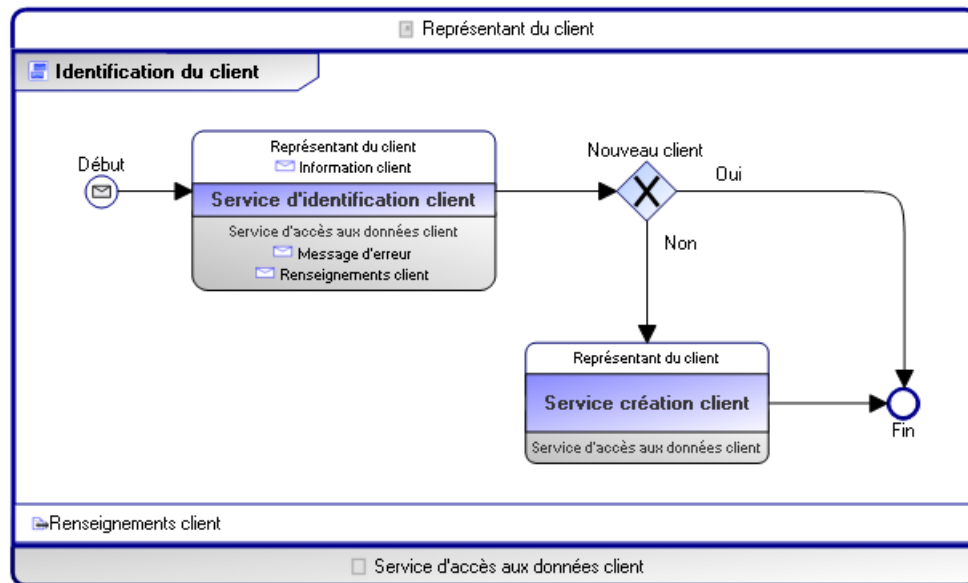 Représentant du client
Identification du client
Début
Représentant du client
Information client
Service d'identification client
Service d'accès aux données client
Message d'erreur
Renseignements client
Nouveau client
Oui
Non
Représentant du client
Service création client
Service d'accès aux données client
Fin
Renseignements client
Service d'accès aux données client